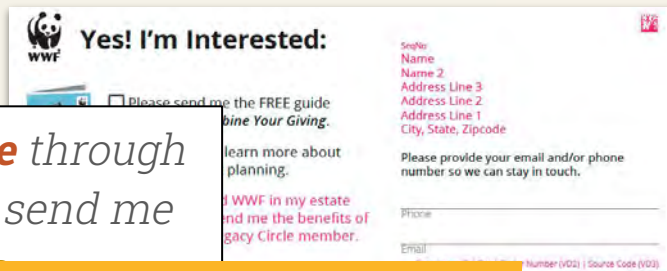 WWF
Yes! I'm Interested:
Please send me the FREE guide
bine Your Giving.
learn more about
planning.
WWF in my estate
nd me the benefits of
gacy Circle member.
e through
send me
SeqNo
Name
Name 2
Address Line 3
Address Line 2
Address Line 1
City, State, Zipcode
Please provide your email and/or phone
number so we can stay in touch.
Phone
Email
Number (VD2) | Source Code (VD3)